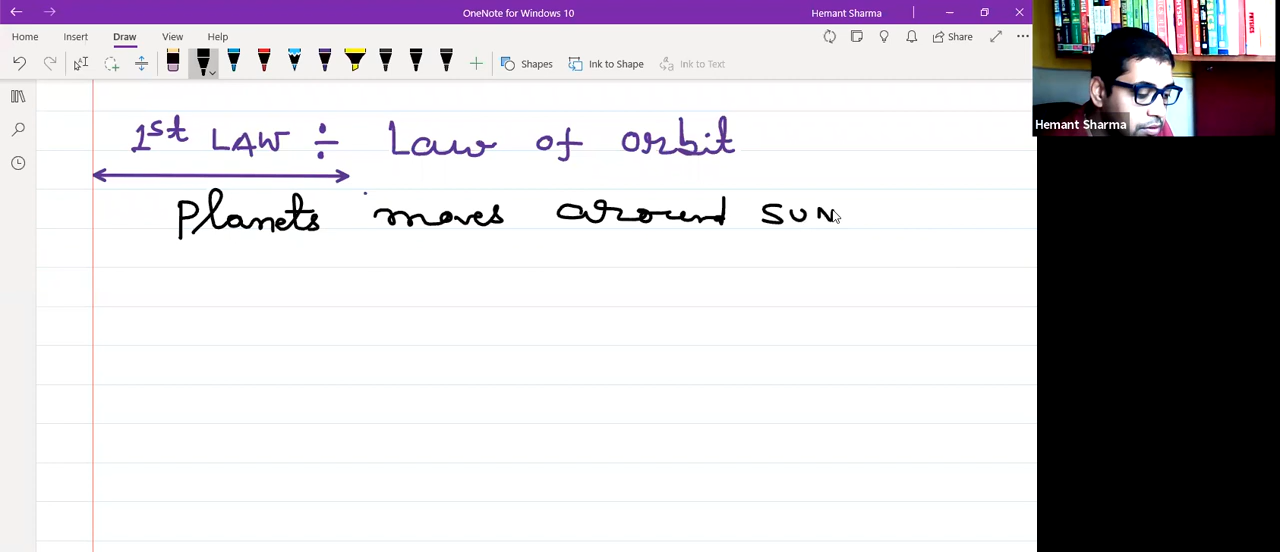 OneNote for Windows 10
Hemant Sharma
Home Insert Draw View Help
Share
Shapes Ink to Shape Ink to Text
1st LAW ÷ Law of orbit
Planets moves around SUN
Hemant Sharma